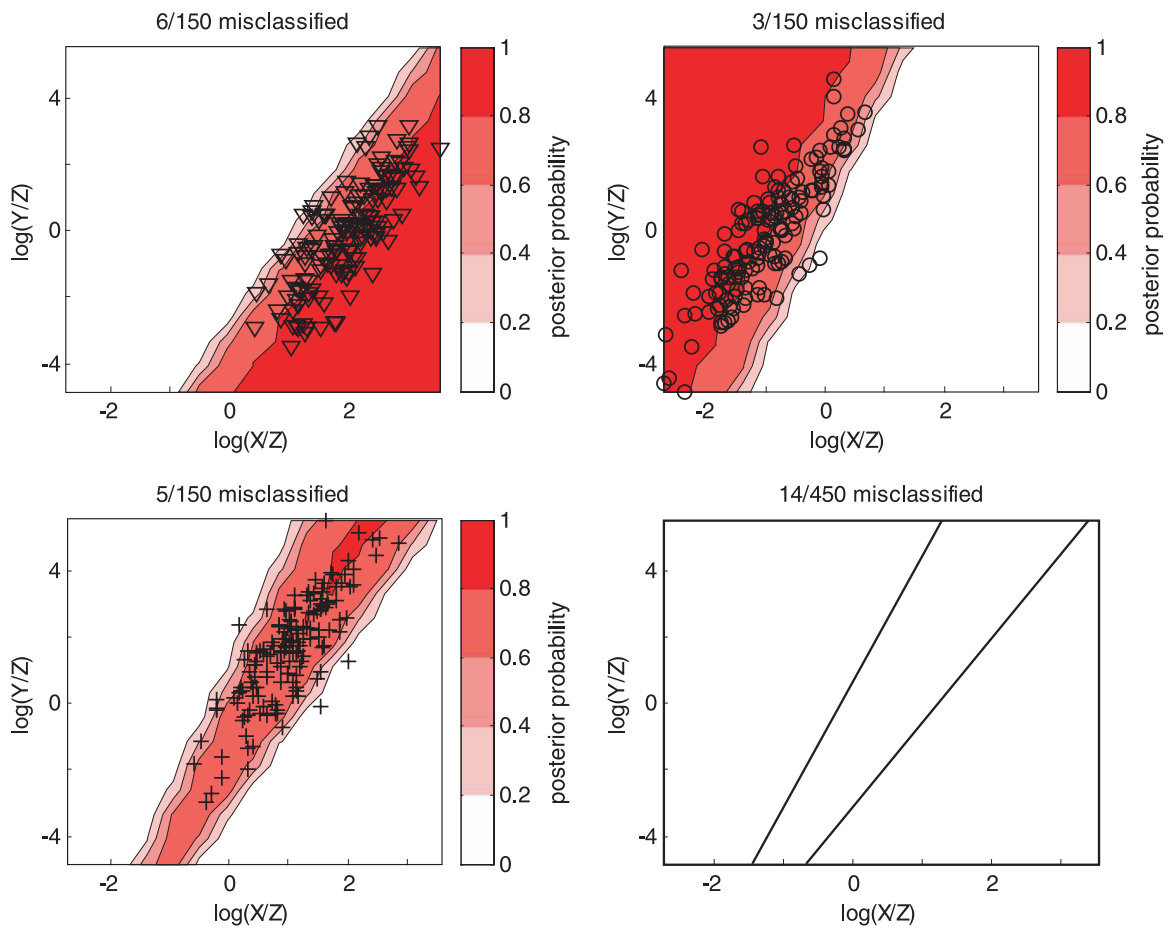 6/150 misclassified
4
0
-4
-2
0
2
log(X/Z)
log(Y/Z)
1
0.8
0.6
0.4
0.2
0
posterior probability
3/150 misclassified
4
0
-4
-2
0
2
log(X/Z)
log(Y/Z)
1
0.8
0.6
0.4
0.2
0
posterior probability
5/150 misclassified
4
0
-4
-2
0
2
log(X/Z)
log(Y/Z)
1
0.8
0.6
0.4
0.2
0
posterior probability
14/450 misclassified
4
0
-4
-2
0
2
log(X/Z)
log(Y/Z)